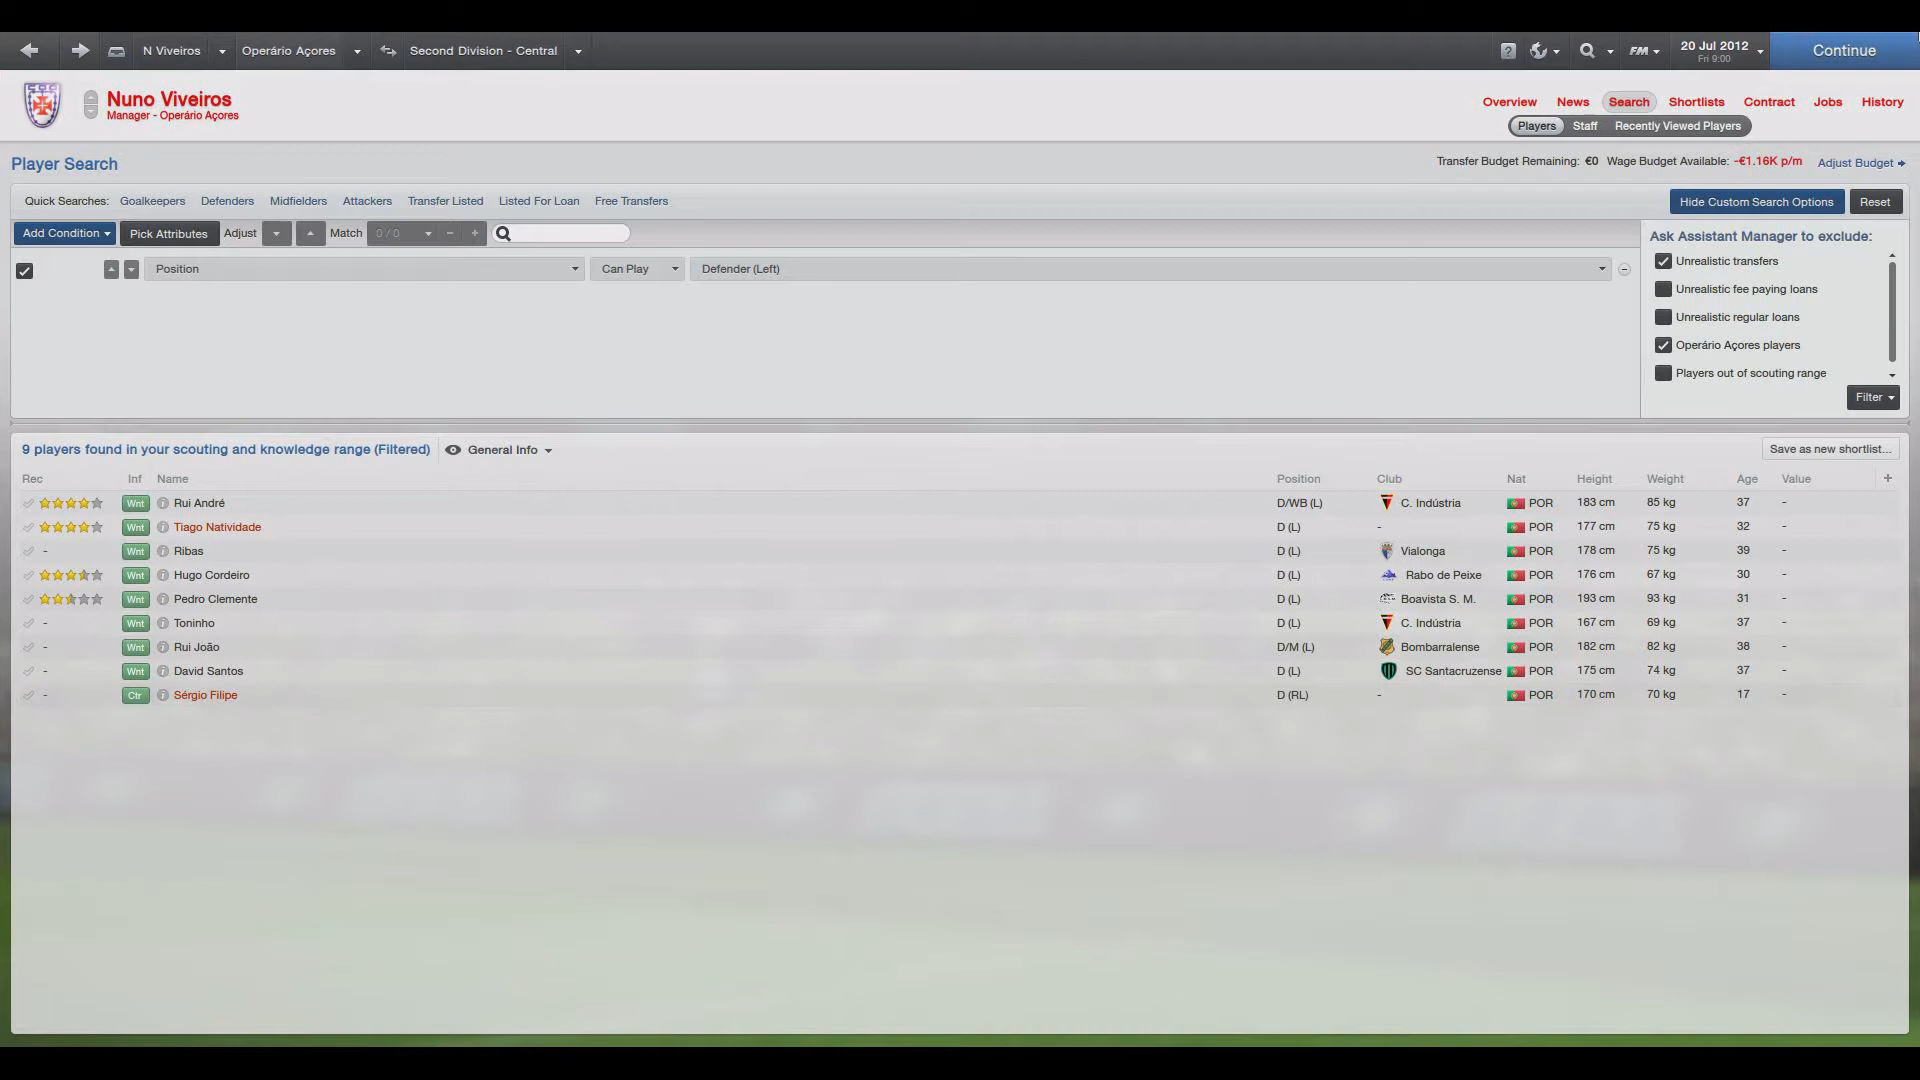 N Viveiros Operário Açores Second Division - Central ? FM 20 Jul 2012 Continue
Fri 9:00
Nuno Viveiros
Manager - Operário Açores
Overview News Search Shortlists Contract Jobs History
Players Staff Recently Viewed Players
Player Search
Transfer Budget Remaining: €0 Wage Budget Available: -€1.16K p/m Adjust Budget
Quick Searches: Goalkeepers Defenders Midfielders Attackers Transfer Listed Listed For Loan Free Transfers
Hide Custom Search Options Reset
Add Condition Pick Attributes Adjust Match 0 / 0 - +
Position Can Play Defender (Left)
Ask Assistant Manager to exclude:
Unrealistic transfers
Unrealistic fee paying loans
Unrealistic regular loans
Operário Açores players
Players out of scouting range
Filter
9 players found in your scouting and knowledge range (Filtered) General Info Save as new shortlist...
Rec Inf Name Position Club Nat Height Weight Age Value +
Wnt Rui André D/WB (L) C. Indústria POR 183 cm 85 kg 37 -
Wnt Tiago Natividade D (L) - POR 177 cm 75 kg 32 -
- Wnt Ribas D (L) Vialonga POR 178 cm 75 kg 39 -
Wnt Hugo Cordeiro D (L) Rabo de Peixe POR 176 cm 67 kg 30 -
Wnt Pedro Clemente D (L) Boavista S. M. POR 193 cm 93 kg 31 -
- Wnt Toninho D (L) C. Indústria POR 167 cm 69 kg 37 -
- Wnt Rui João D/M (L) Bombarralense POR 182 cm 82 kg 38 -
- Wnt David Santos D (L) SC Santacruzense POR 175 cm 74 kg 37 -
- Ctr Sérgio Filipe D (RL) - POR 170 cm 70 kg 17 -